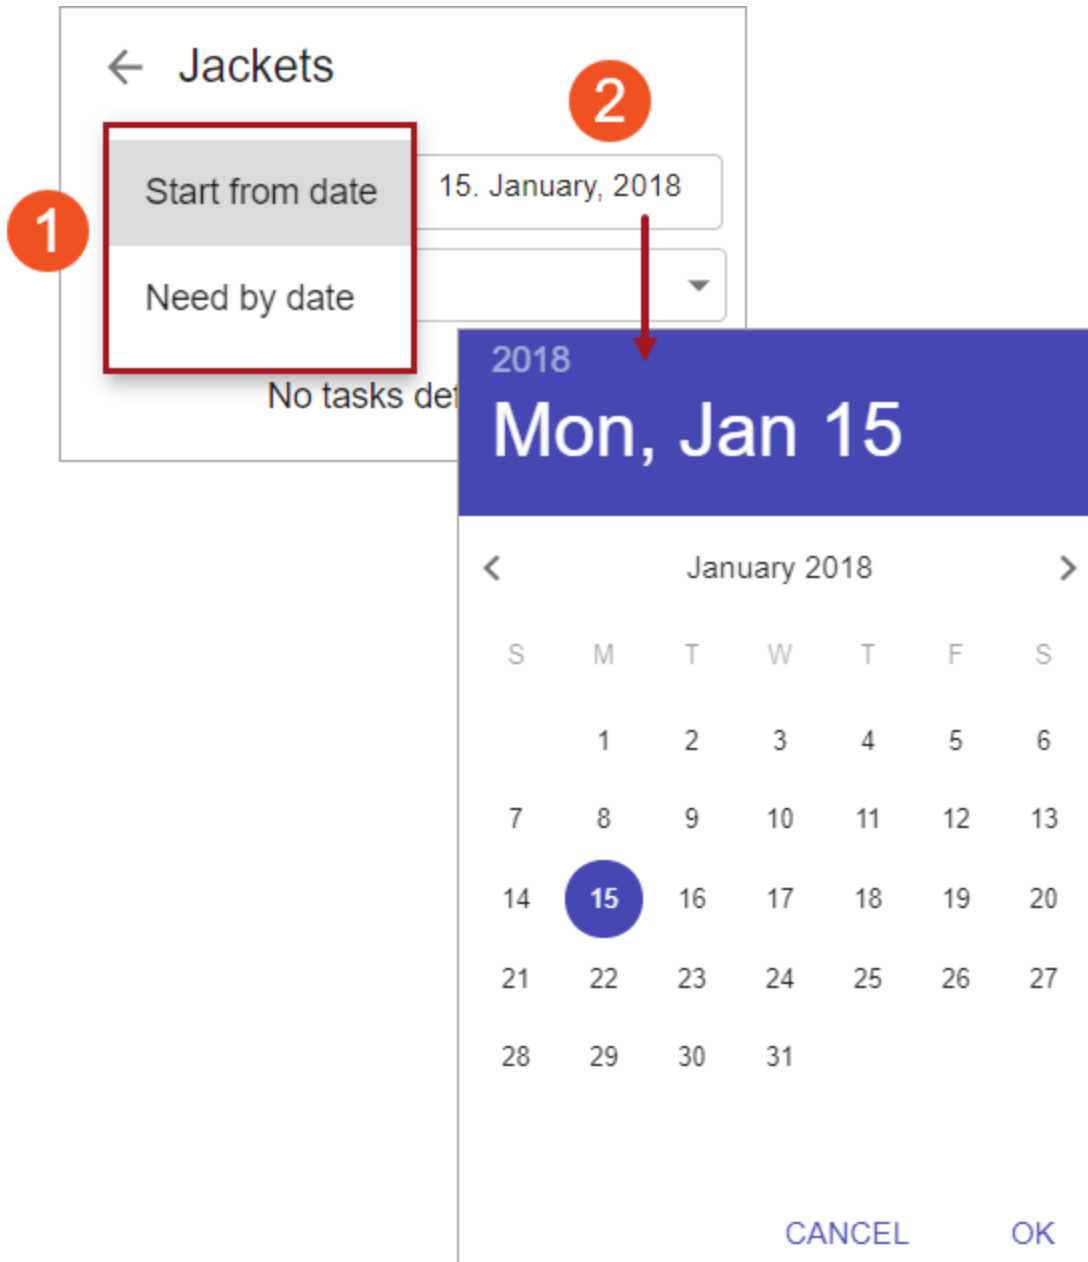 Jackets
2
Start from date
15. January, 2018
1
Need by date
No tasks
2018
Mon, Jan 15
January 2018
S M T W T F S
1 2 3 4 5 6
7 8 9 10 11 12 13
14 15 16 17 18 19 20
21 22 23 24 25 26 27
28 29 30 31
CANCEL OK